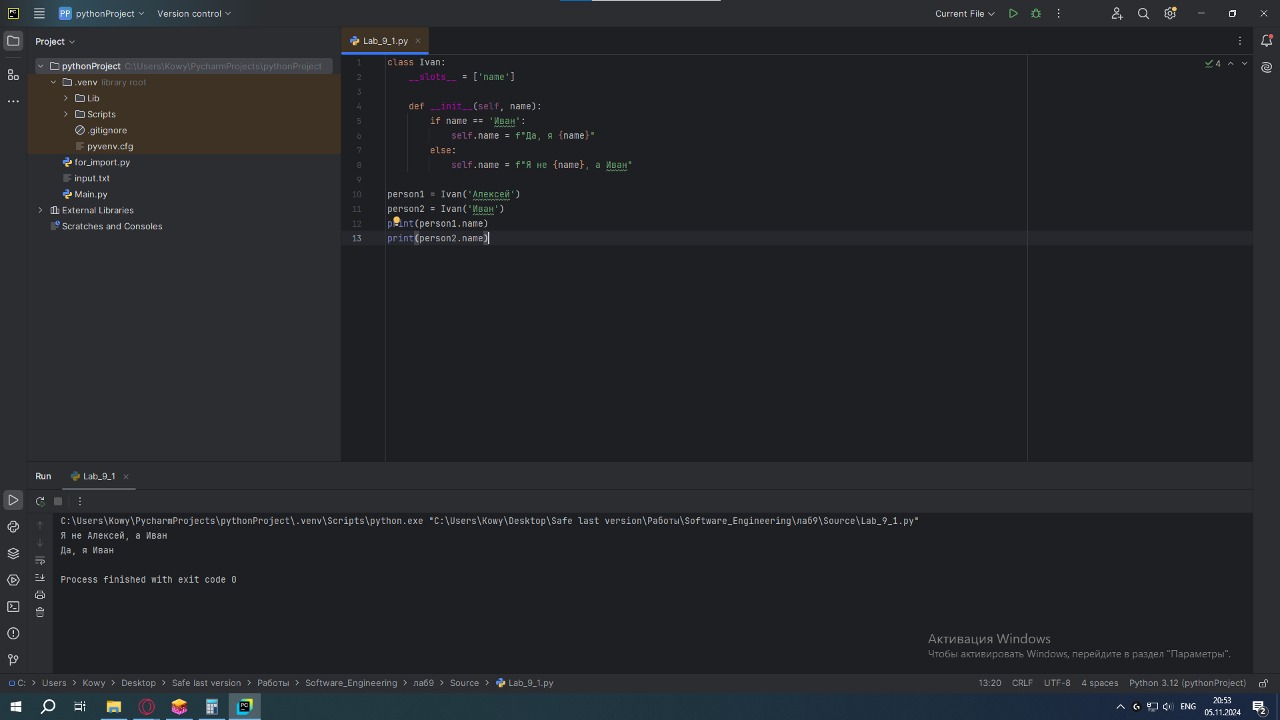 PC PP pythonProject Version control Current File
Project Lab_9_1.py
pythonProject C:\Users\Kowy\PycharmProjects\pythonProject
.venv library root
Lib
Scripts
.gitignore
pyvenv.cfg
for_import.py
input.txt
Main.py
External Libraries
Scratches and Consoles
4
1 class Ivan:
2 __slots__ = ['name']
3
4 def __init__(self, name):
5 if name == 'Иван':
6 self.name = f"Да, я {name}"
7 else:
8 self.name = f"Я не {name}, а Иван"
9
10 person1 = Ivan('Алексей')
11 person2 = Ivan('Иван')
12 print(person1.name)
13 print(person2.name)
Run Lab_9_1
C:\Users\Kowy\PycharmProjects\pythonProject\.venv\Scripts\python.exe "C:\Users\Kowy\Desktop\Safe last version\Работы\Software_Engineering\лаб9\Source\Lab_9_1.py"
Я не Алексей, а Иван
Да, я Иван
Process finished with exit code 0
Активация Windows
Чтобы активировать Windows, перейдите в раздел "Параметры".
C: Users Kowy Desktop Safe last version Работы Software_Engineering лаб9 Source Lab_9_1.py 13:20 CRLF UTF-8 4 spaces Python 3.12 (pythonProject)
PC ENG 20:53
05.11.2024 2